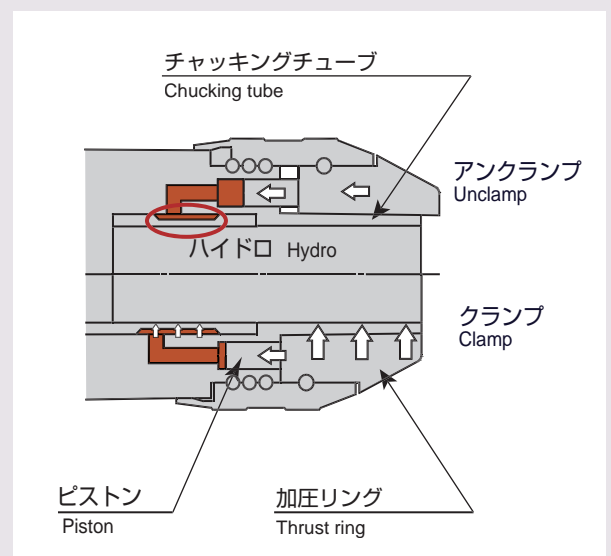 チャッキングチューブ
Chucking tube
アンクランプ
Unclamp
ハイドロ Hydro
クランプ
Clamp
ピストン
Piston
加圧リング
Thrust ring